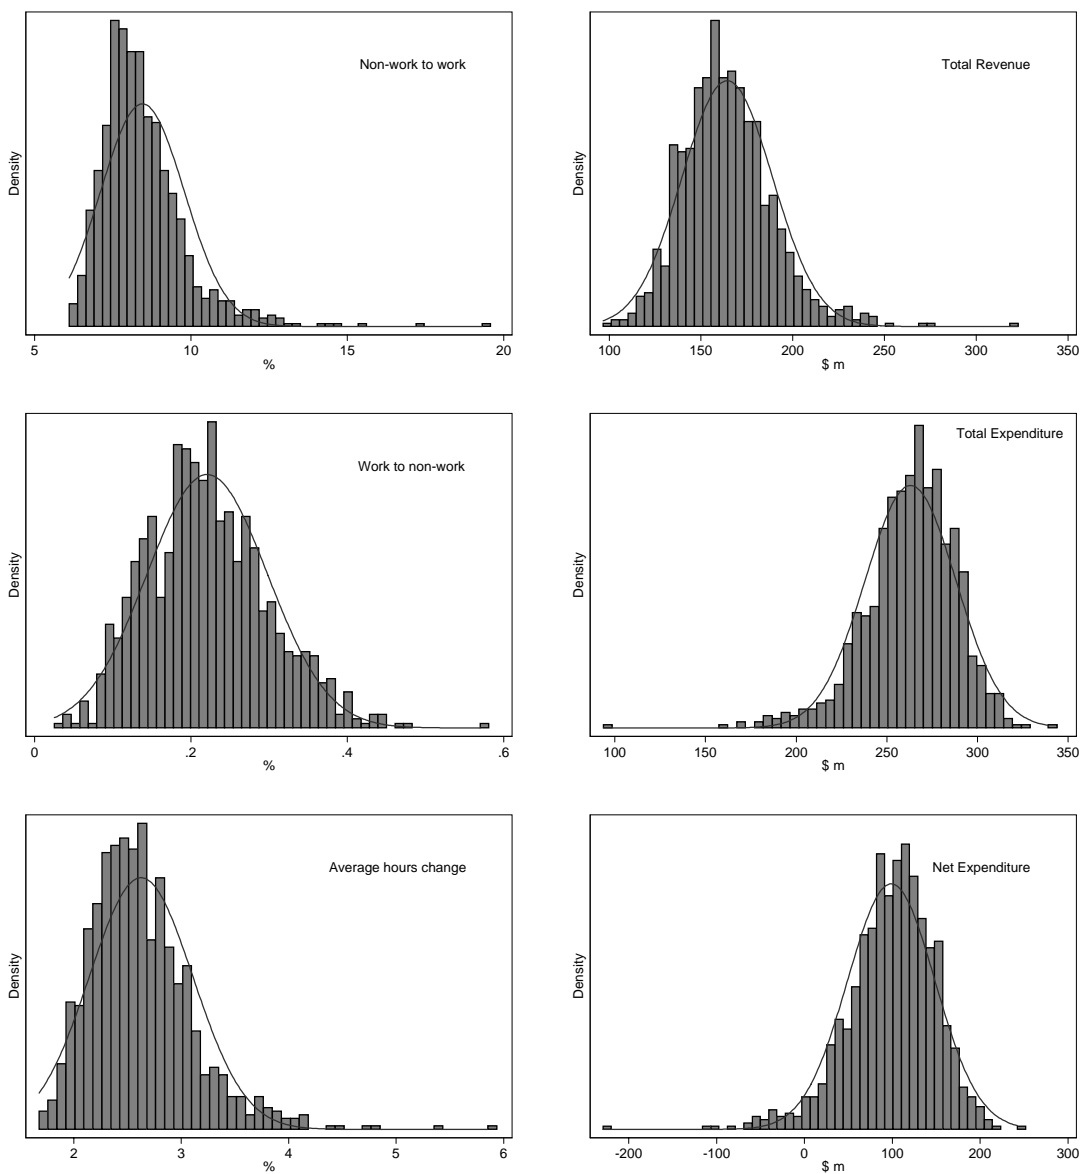 Non-work to work
Density
5 10 15 20
%
Total Revenue
Density
100 150 200 250 300 350
$ m
Work to non-work
Density
0 .2 .4 .6
%
Total Expenditure
Density
100 150 200 250 300 350
$ m
Average hours change
Density
2 3 4 5 6
%
Net Expenditure
Density
-200 -100 0 100 200 300
$ m